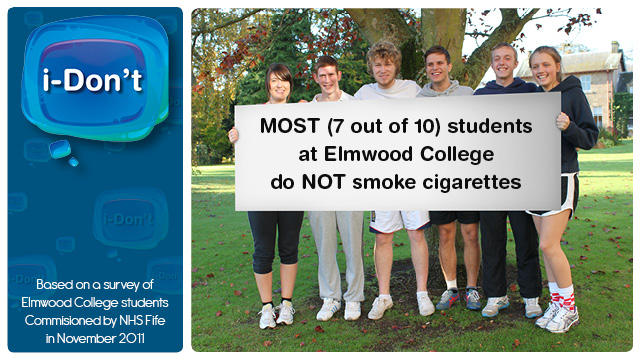 i-Don't
MOST (7 out of 10) students
at Elmwood College
do NOT smoke cigarettes
i-Don't
Based on a survey of
Elmwood College students
Commisioned by NHS Fife
in November 2011